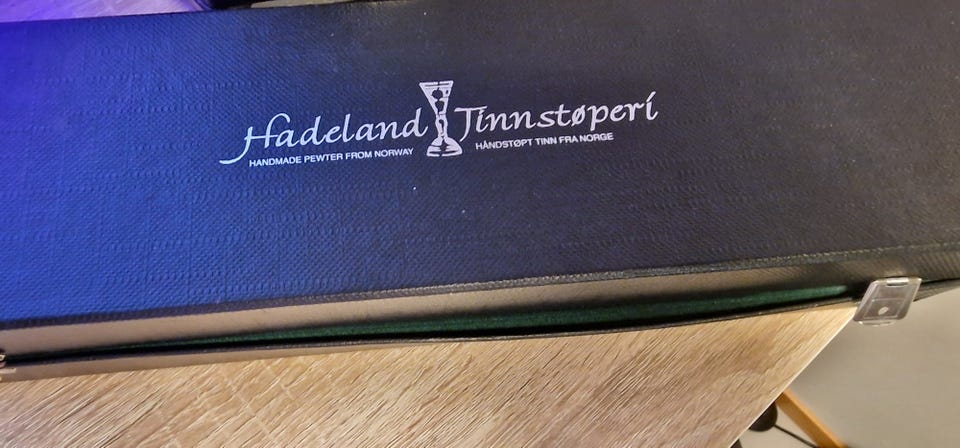 Hadeland Tinnstøperi
HANDMADE PEWTER FROM NORWAY HÅNDSTØPT TINN FRA NORGE